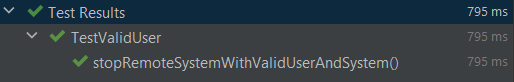 Test Results 795 ms
TestValidUser 795 ms
stopRemoteSystemWithValidUserAndSystem() 795 ms